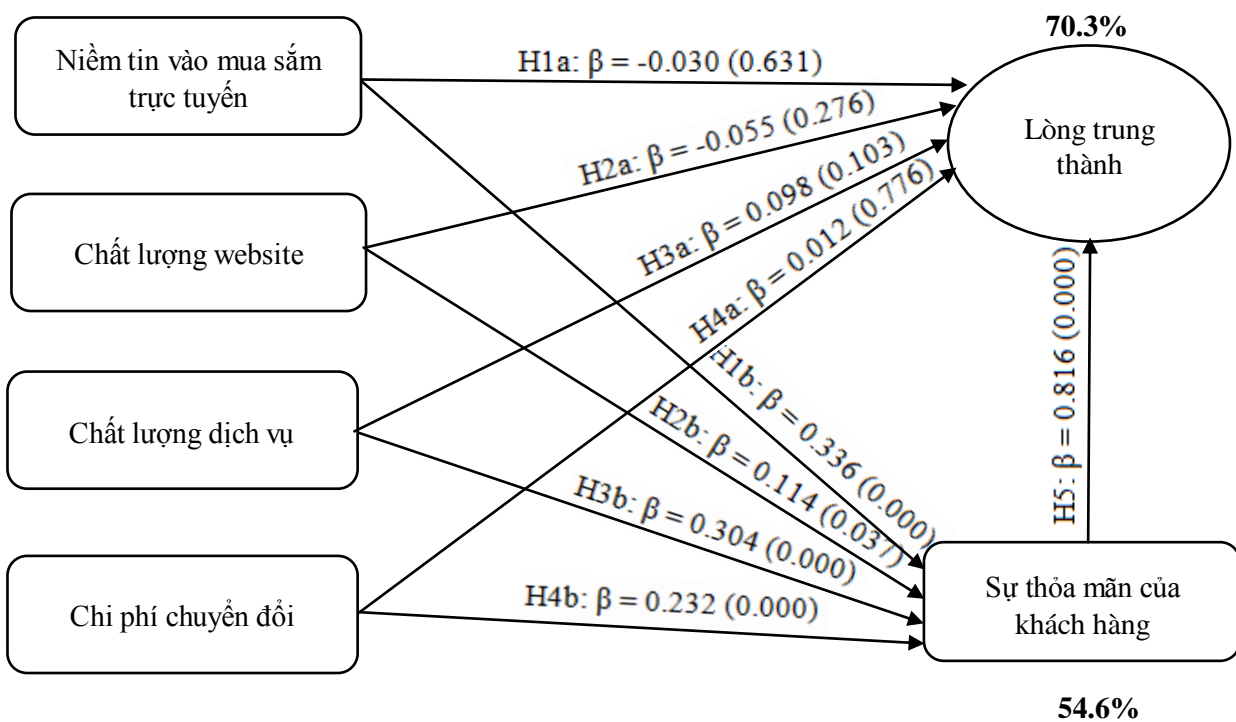 70.3%
Niềm tin vào mua sắm
trực tuyến
H1a: β = -0.030 (0.631)
H2a: β = -0.055 (0.276)
Lòng trung
thành
H3a: β = 0.098 (0.103)
Chất lượng website
H4a: β = 0.012 (0.776)
H1b: β = 0.336 (0.000)
H5: β = 0.816 (0.000)
Chất lượng dịch vụ
H2b: β = 0.114 (0.037)
H3b: β = 0.304 (0.000)
Chi phí chuyển đổi
H4b: β = 0.232 (0.000)
Sự thỏa mãn của
khách hàng
54.6%